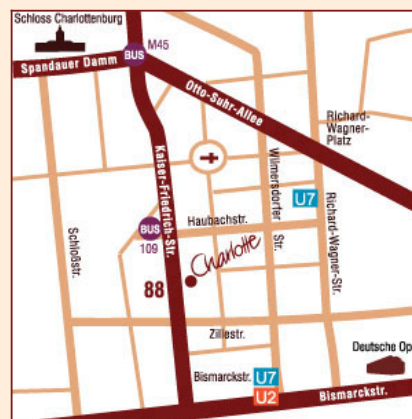 Schloss Charlottenburg
M45
BUS
Spandauer Damm
Otto-Suhr-Allee
Richard-
Wagner-
Platz
Kaiser-Friedrich-Str.
Wilmersdorfer
Str.
U7
Richard-Wagner-Str.
BUS
109
Haubachstr.
Schloßstr.
Charlotte
88
Zillestr.
Deutsche Op
Bismarckstr.
U7
U2
Bismarckstr.